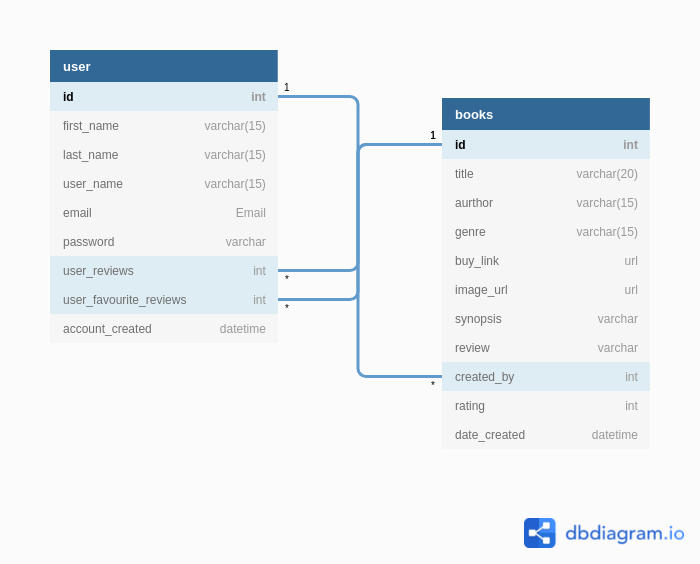 user
id int
first_name varchar(15)
last_name varchar(15)
user_name varchar(15)
email Email
password varchar
user_reviews int
user_favourite_reviews int
account_created datetime
1
*
*
books
id int
title varchar(20)
aurthor varchar(15)
genre varchar(15)
buy_link url
image_url url
synopsis varchar
review varchar
created_by int
rating int
date_created datetime
1
*
dbdiagram.io